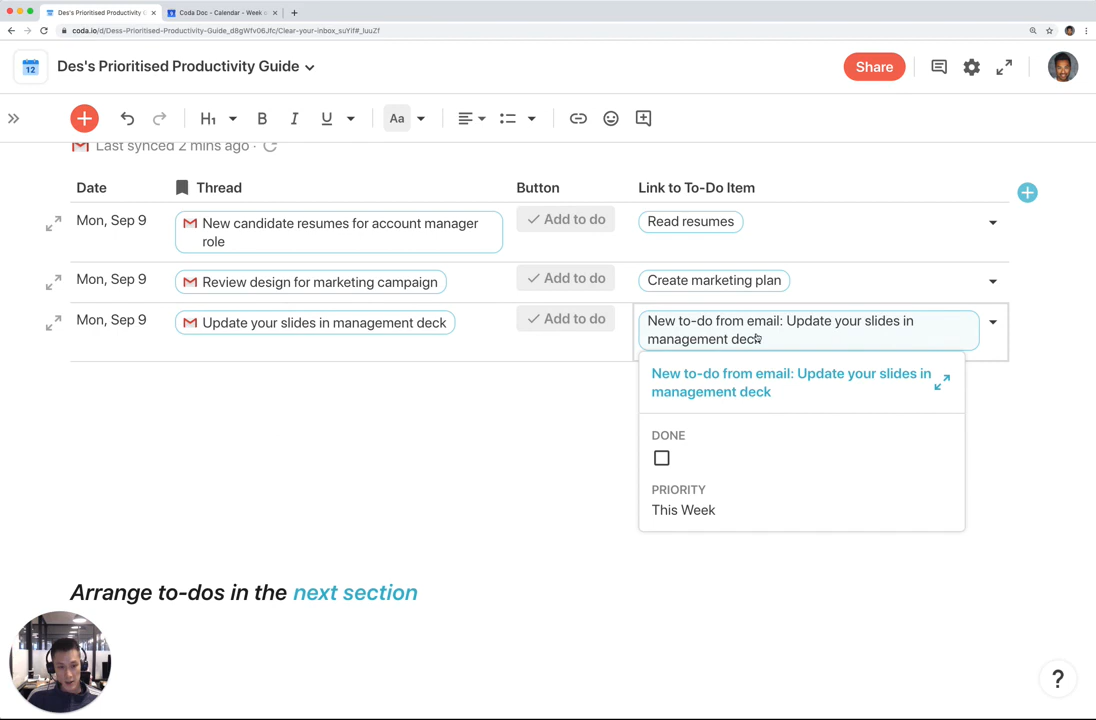 Des's Prioritised Productivity G
Coda Doc - Calendar - Week
coda.io/d/Dess-Prioritised-Productivity-Guide_d8gWfv06Jfc/Clear-your-inbox_suYif#_luuZf
12
Des's Prioritised Productivity Guide
Share
H1 B I U Aa
Last synced 2 mins ago ·
Date Thread Button Link to To-Do Item
Mon, Sep 9 New candidate resumes for account manager Add to do Read resumes
role
Mon, Sep 9 Review design for marketing campaign Add to do Create marketing plan
Mon, Sep 9 Update your slides in management deck Add to do New to-do from email: Update your slides in
management deck
New to-do from email: Update your slides in
management deck
DONE
PRIORITY
This Week
Arrange to-dos in the next section
?